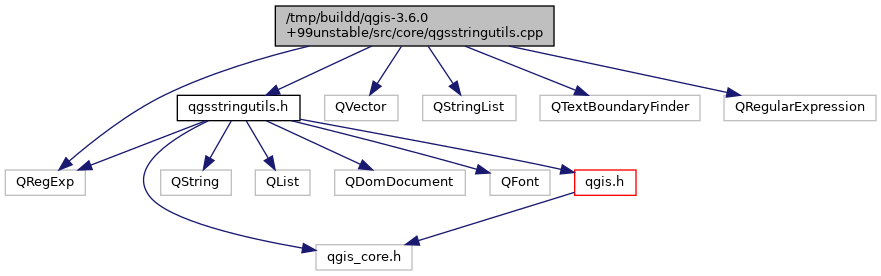 /tmp/buildd/qgis-3.6.0
+99unstable/src/core/qgsstringutils.cpp
qgsstringutils.h
QVector
QStringList
QTextBoundaryFinder
QRegularExpression
QRegExp
QString
QList
QDomDocument
QFont
qgis.h
qgis_core.h